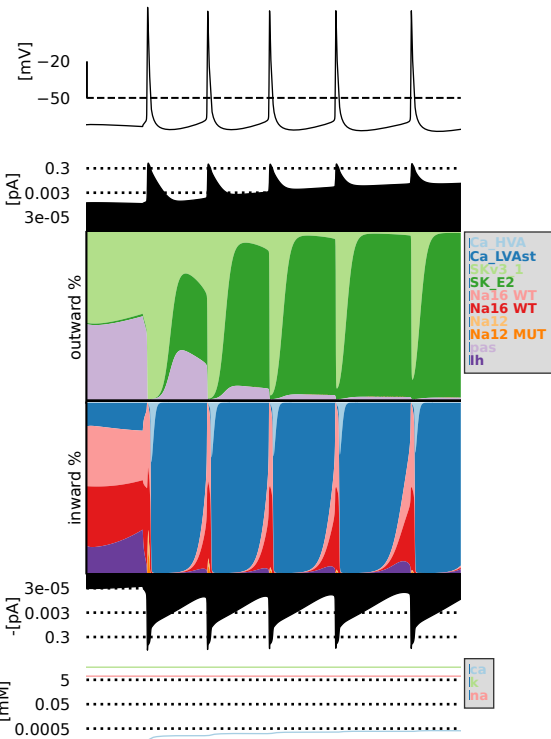 [mV]
−20
−50
[pA]
0.3
0.003
3e-05
outward %
Ca_HVA
Ca_LVAst
SKv3_1
SK_E2
Na16 WT
Na16 WT
Na12
Na12 MUT
pas
Ih
inward %
-[pA]
3e-05
0.003
0.3
[mM]
5
0.05
0.0005
ca
k
na